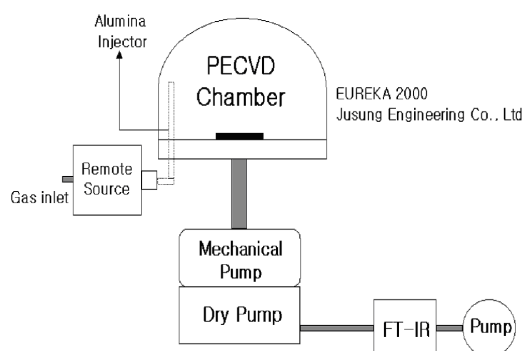 Alumina
Injector
PECVD
Chamber
EUREKA 2000
Jusung Engineering Co., Ltd
Remote
Source
Gas inlet
Mechanical
Pump
Dry Pump
FT-IR
Pump